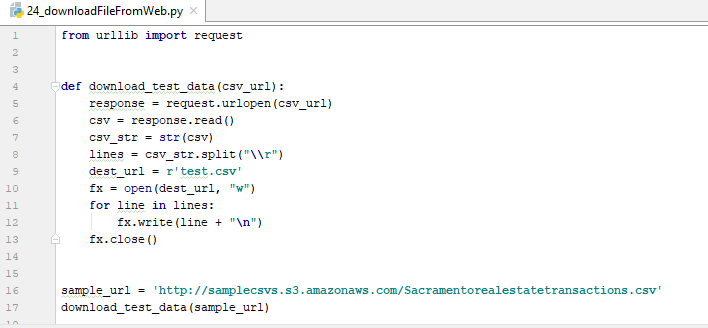 24_downloadFileFromWeb.py ×
1 from urllib import request
2
3
4 def download_test_data(csv_url):
5     response = request.urlopen(csv_url)
6     csv = response.read()
7     csv_str = str(csv)
8     lines = csv_str.split("\\r")
9     dest_url = r'test.csv'
10     fx = open(dest_url, "w")
11     for line in lines:
12         fx.write(line + "\n")
13     fx.close()
14
15
16 sample_url = 'http://samplecsvs.s3.amazonaws.com/Sacramentorealestatetransactions.csv'
17 download_test_data(sample_url)